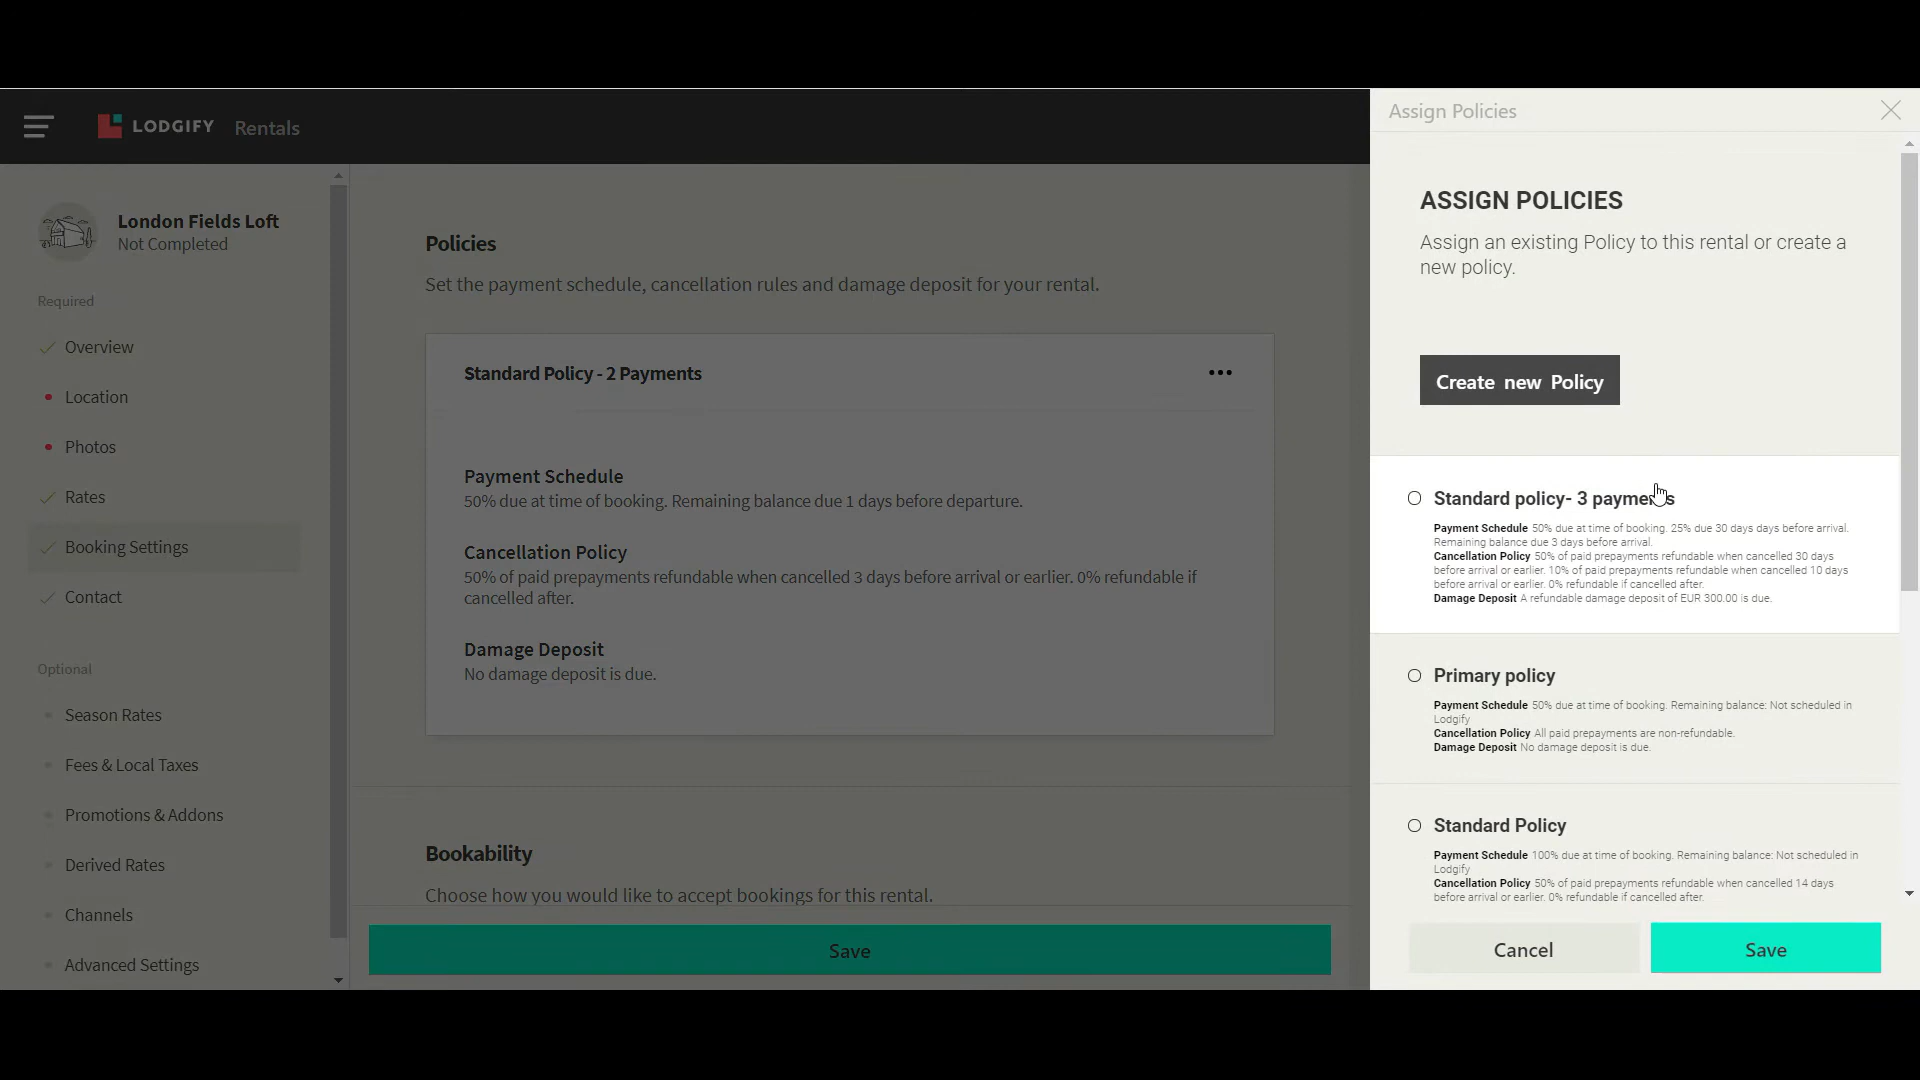 LODGIFY Rentals
London Fields Loft
Not Completed
Required
Overview
Location
Photos
Rates
Booking Settings
Contact
Optional
Season Rates
Fees & Local Taxes
Promotions & Addons
Derived Rates
Channels
Advanced Settings
Policies
Set the payment schedule, cancellation rules and damage deposit for your rental.
Standard Policy - 2 Payments
Payment Schedule
50% due at time of booking. Remaining balance due 1 days before departure.
Cancellation Policy
50% of paid prepayments refundable when cancelled 3 days before arrival or earlier. 0% refundable if
cancelled after.
Damage Deposit
No damage deposit is due.
Bookability
Choose how you would like to accept bookings for this rental.
Save
Assign Policies
ASSIGN POLICIES
Assign an existing Policy to this rental or create a
new policy.
Create new Policy
Standard policy- 3 payments
Payment Schedule 50% due at time of booking. 25% due 30 days days before arrival.
Remaining balance due 3 days before arrival.
Cancellation Policy 50% of paid prepayments refundable when cancelled 30 days
before arrival or earlier. 10% of paid prepayments refundable when cancelled 10 days
before arrival or earlier. 0% refundable if cancelled after.
Damage Deposit A refundable damage deposit of EUR 300.00 is due.
Primary policy
Payment Schedule 50% due at time of booking. Remaining balance: Not scheduled in
Lodgify
Cancellation Policy All paid prepayments are non-refundable.
Damage Deposit No damage deposit is due.
Standard Policy
Payment Schedule 100% due at time of booking. Remaining balance: Not scheduled in
Lodgify
Cancellation Policy 50% of paid prepayments refundable when cancelled 14 days
before arrival or earlier. 0% refundable if cancelled after.
Cancel
Save